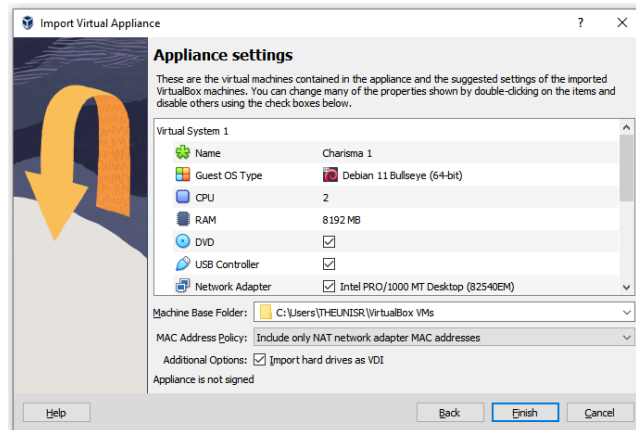 Import Virtual Appliance
Appliance settings
These are the virtual machines contained in the appliance and the suggested settings of the imported
VirtualBox machines. You can change many of the properties shown by double-clicking on the items and
disable others using the check boxes below.
Virtual System 1
Name Charisma 1
Guest OS Type Debian 11 Bullseye (64-bit)
CPU 2
RAM 8192 MB
DVD
USB Controller
Network Adapter Intel PRO/1000 MT Desktop (82540EM)
Machine Base Folder: C:\Users\THEUNISR\VirtualBox VMs
MAC Address Policy: Include only NAT network adapter MAC addresses
Additional Options: Import hard drives as VDI
Appliance is not signed
Help Back Finish Cancel